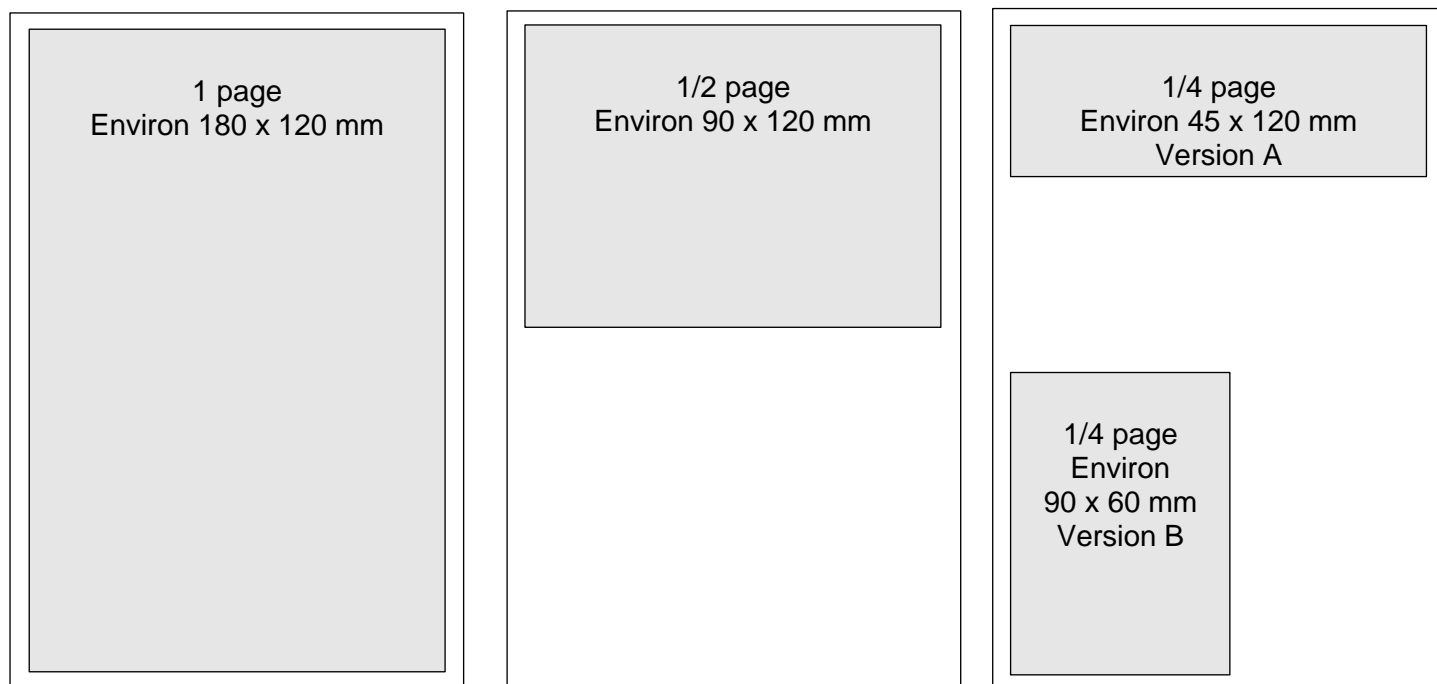 1 page
Environ 180 x 120 mm
1/2 page
Environ 90 x 120 mm
1/4 page
Environ 45 x 120 mm
Version A
1/4 page
Environ
90 x 60 mm
Version B